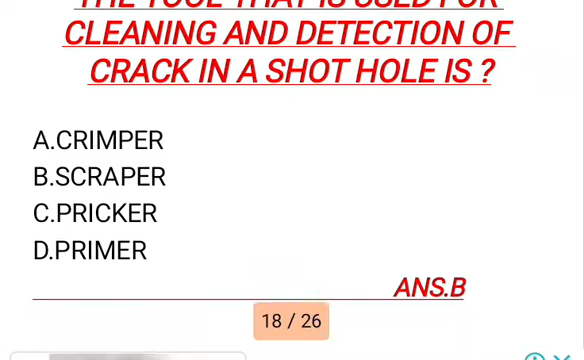 THE TOOL THAT IS USED FOR
CLEANING AND DETECTION OF
CRACK IN A SHOT HOLE IS ?
A.CRIMPER
B.SCRAPER
C.PRICKER
D.PRIMER
ANS.B
18 / 26